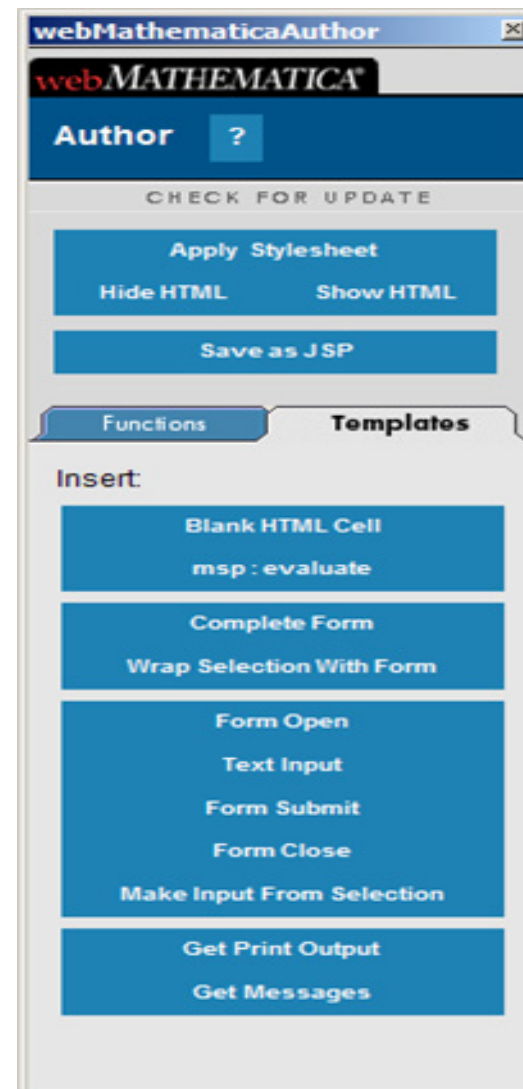 webMathematicaAuthor
webMATHEMATICA®
Author ?
CHECK FOR UPDATE
Apply Stylesheet
Hide HTML Show HTML
Save as JSP
Functions Templates
Insert:
Blank HTML Cell
msp : evaluate
Complete Form
Wrap Selection With Form
Form Open
Text Input
Form Submit
Form Close
Make Input From Selection
Get Print Output
Get Messages